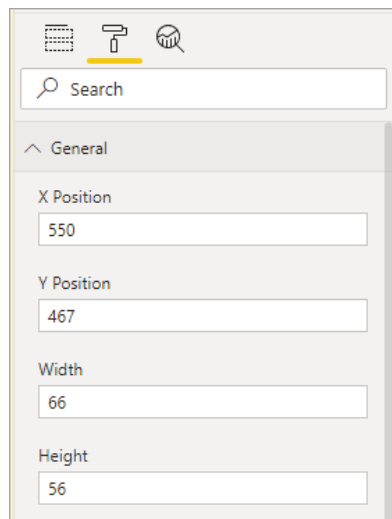 Search
General
X Position
550
Y Position
467
Width
66
Height
56